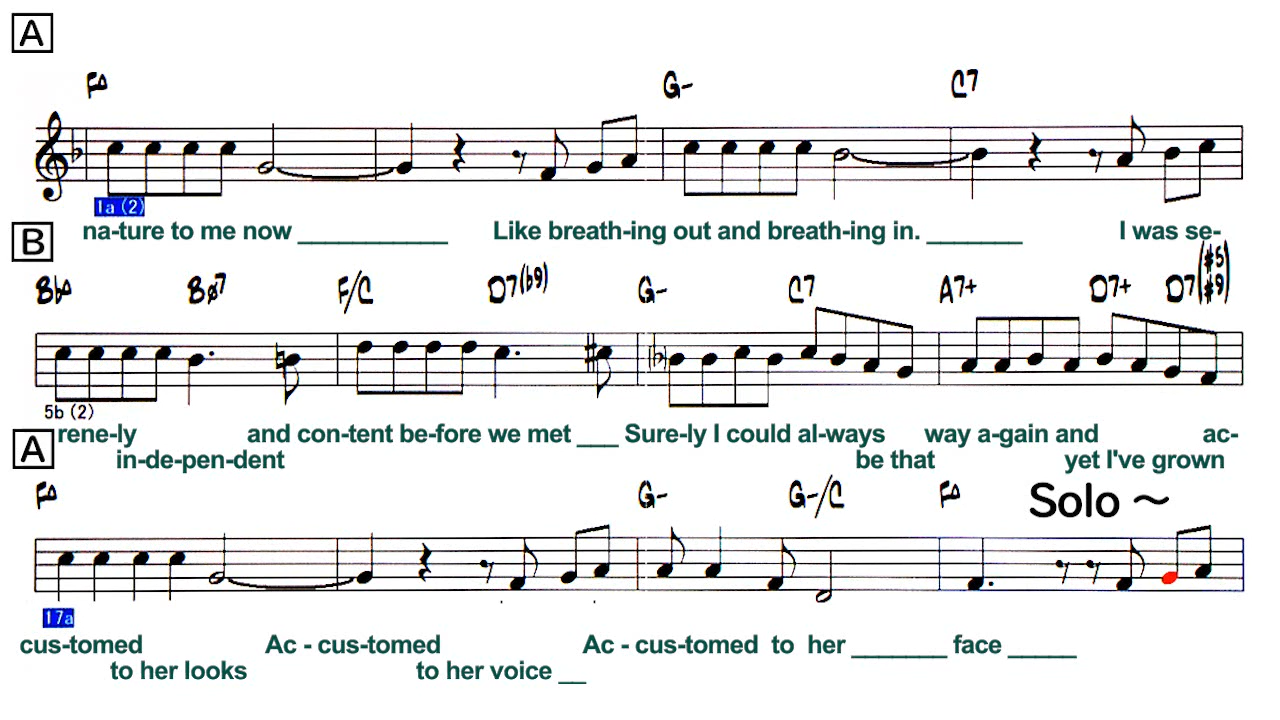 A
F△ G- C7
1a (2)
na-ture to me now ___________ Like breath-ing out and breath-ing in. _______ I was se-
B
B♭△ Bø7 F/C D7(♭9) G- C7 A7+ D7+ D7(♯5 ♯9)
5b (2)
rene-ly and con-tent be-fore we met ___ Sure-ly I could al-ways way a-gain and ac-
in-de-pen-dent be that yet I've grown
A
F△ G- G-/C F△ Solo ～
17a
cus-tomed Ac - cus-tomed Ac - cus-tomed to her _______ face _____
to her looks to her voice __